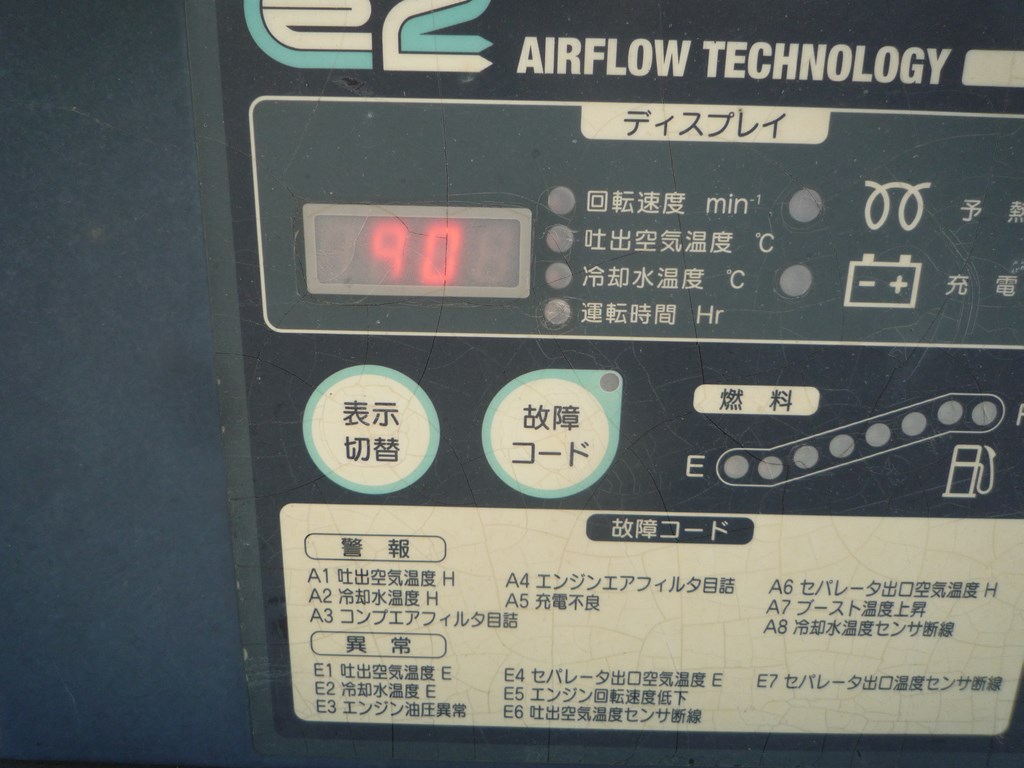 e2
AIRFLOW TECHNOLOGY
ディスプレイ
90
回転速度 min-1
吐出空気温度 ℃
冷却水温度 ℃
運転時間 Hr
予 熱
充 電
表示
切替
故障
コード
燃 料
E
故障コード
警 報
A1 吐出空気温度 H
A2 冷却水温度 H
A3 コンプエアフィルタ目詰
A4 エンジンエアフィルタ目詰
A5 充電不良
A6 セパレータ出口空気温度 H
A7 ブースト温度上昇
A8 冷却水温度センサ断線
異 常
E1 吐出空気温度 E
E2 冷却水温度 E
E3 エンジン油圧異常
E4 セパレータ出口空気温度 E
E5 エンジン回転速度低下
E6 吐出空気温度センサ断線
E7 セパレータ出口温度センサ断線